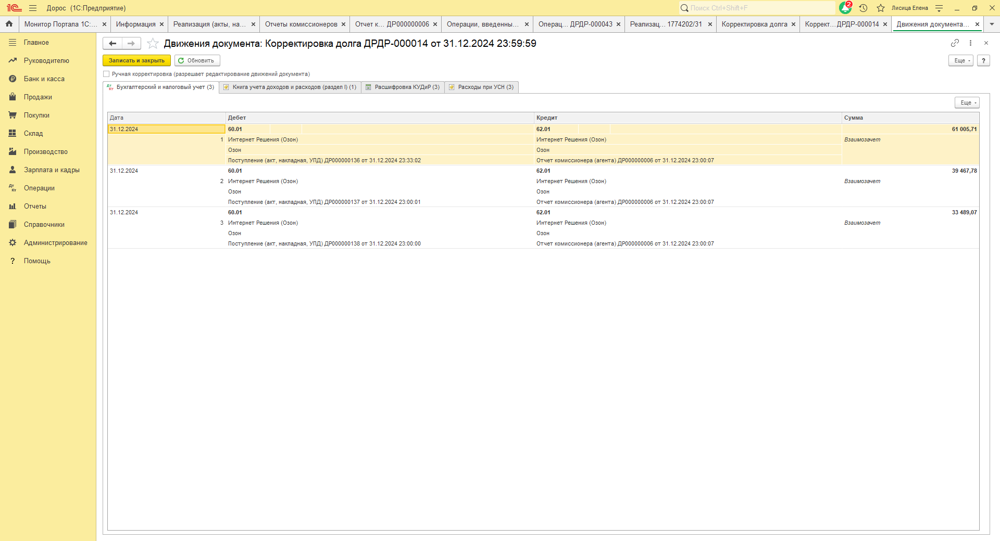 1С Дорос (1С:Предприятие) Поиск Ctrl+Shift+F 2 Лисица Елена
Монитор Портала 1С:... Информация Реализация (акты, на... Отчеты комиссионеров Отчет к... ДР000000006 Операции, введенны... Операц... ДРДР-000043 Реализац... 1774202/31 Корректировка долга Коррект... ДРДР-000014 Движения документа...
Главное
Руководителю
Банк и касса
Продажи
Покупки
Склад
Производство
Зарплата и кадры
Операции
Отчеты
Справочники
Администрирование
? Помощь
Движения документа: Корректировка долга ДРДР-000014 от 31.12.2024 23:59:59
Записать и закрыть Обновить Еще ?
Ручная корректировка (разрешает редактирование движений документа)
Бухгалтерский и налоговый учет (3) Книга учета доходов и расходов (раздел I) (1) Расшифровка КУДиР (3) Расходы при УСН (3)
Еще
Дата Дебет Кредит Сумма
31.12.2024 60.01 62.01 61 005,71
1 Интернет Решения (Озон) Интернет Решения (Озон) Взаимозачет
Озон Озон
Поступление (акт, накладная, УПД) ДР000000136 от 31.12.2024 23:33:02 Отчет комиссионера (агента) ДР000000006 от 31.12.2024 23:00:07
31.12.2024 60.01 62.01 39 467,78
2 Интернет Решения (Озон) Интернет Решения (Озон) Взаимозачет
Озон Озон
Поступление (акт, накладная, УПД) ДР000000137 от 31.12.2024 23:00:01 Отчет комиссионера (агента) ДР000000006 от 31.12.2024 23:00:07
31.12.2024 60.01 62.01 33 489,07
3 Интернет Решения (Озон) Интернет Решения (Озон) Взаимозачет
Озон Озон
Поступление (акт, накладная, УПД) ДР000000138 от 31.12.2024 23:00:00 Отчет комиссионера (агента) ДР000000006 от 31.12.2024 23:00:07